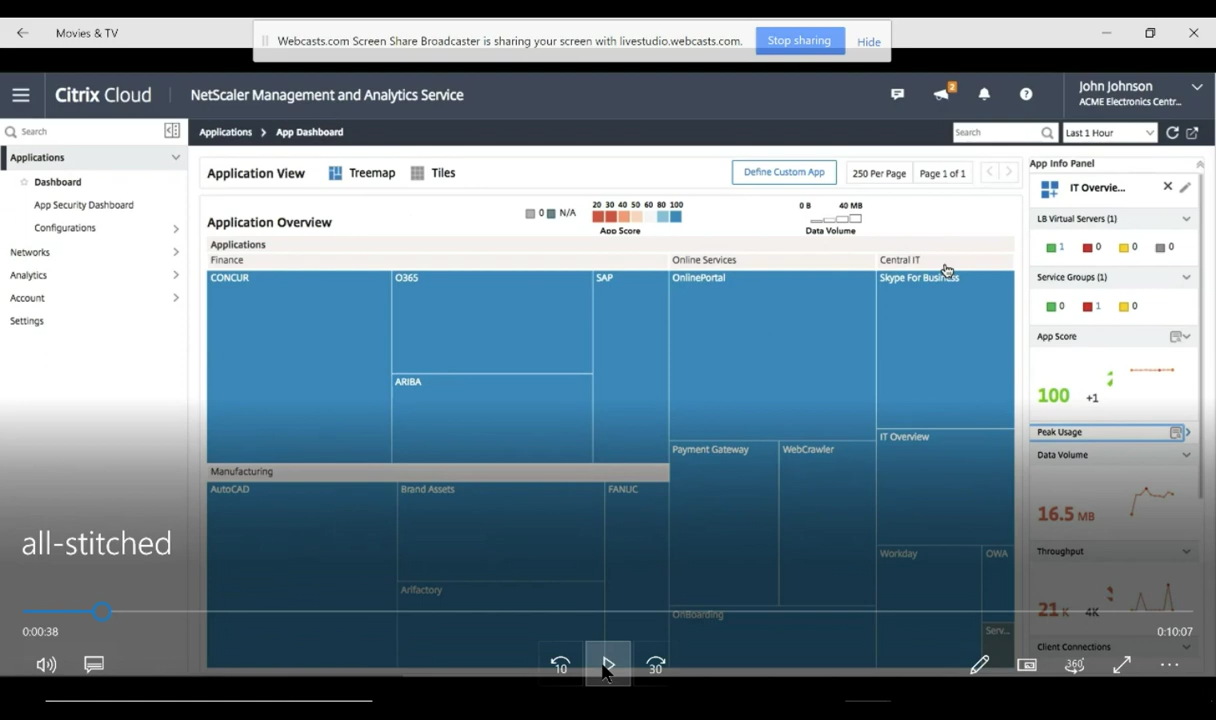 Movies & TV
Webcasts.com Screen Share Broadcaster is sharing your screen with livestudio.webcasts.com.
Stop sharing
Hide
Citrix Cloud
NetScaler Management and Analytics Service
2
John Johnson
ACME Electronics Centr...
Search
Applications > App Dashboard
Search
Last 1 Hour
Applications
Dashboard
App Security Dashboard
Configurations
Networks
Analytics
Account
Settings
Application View
Treemap
Tiles
Define Custom App
250 Per Page
Page 1 of 1
Application Overview
0
N/A
20 30 40 50 60 80 100
App Score
0 B
40 MB
Data Volume
Applications
Finance
Online Services
Central IT
CONCUR
O365
SAP
OnlinePortal
Skype For Business
ARIBA
IT Overview
Payment Gateway
WebCrawler
Manufacturing
AutoCAD
Brand Assets
FANUC
Workday
OWA
Arifactory
OnBoarding
Serv...
App Info Panel
IT Overvie...
LB Virtual Servers (1)
1
0
0
0
Service Groups (1)
0
1
0
App Score
100
+1
Peak Usage
Data Volume
16.5 MB
Throughput
21 K
4K
Client Connections
all-stitched
0:00:38
0:10:07
10
30
360